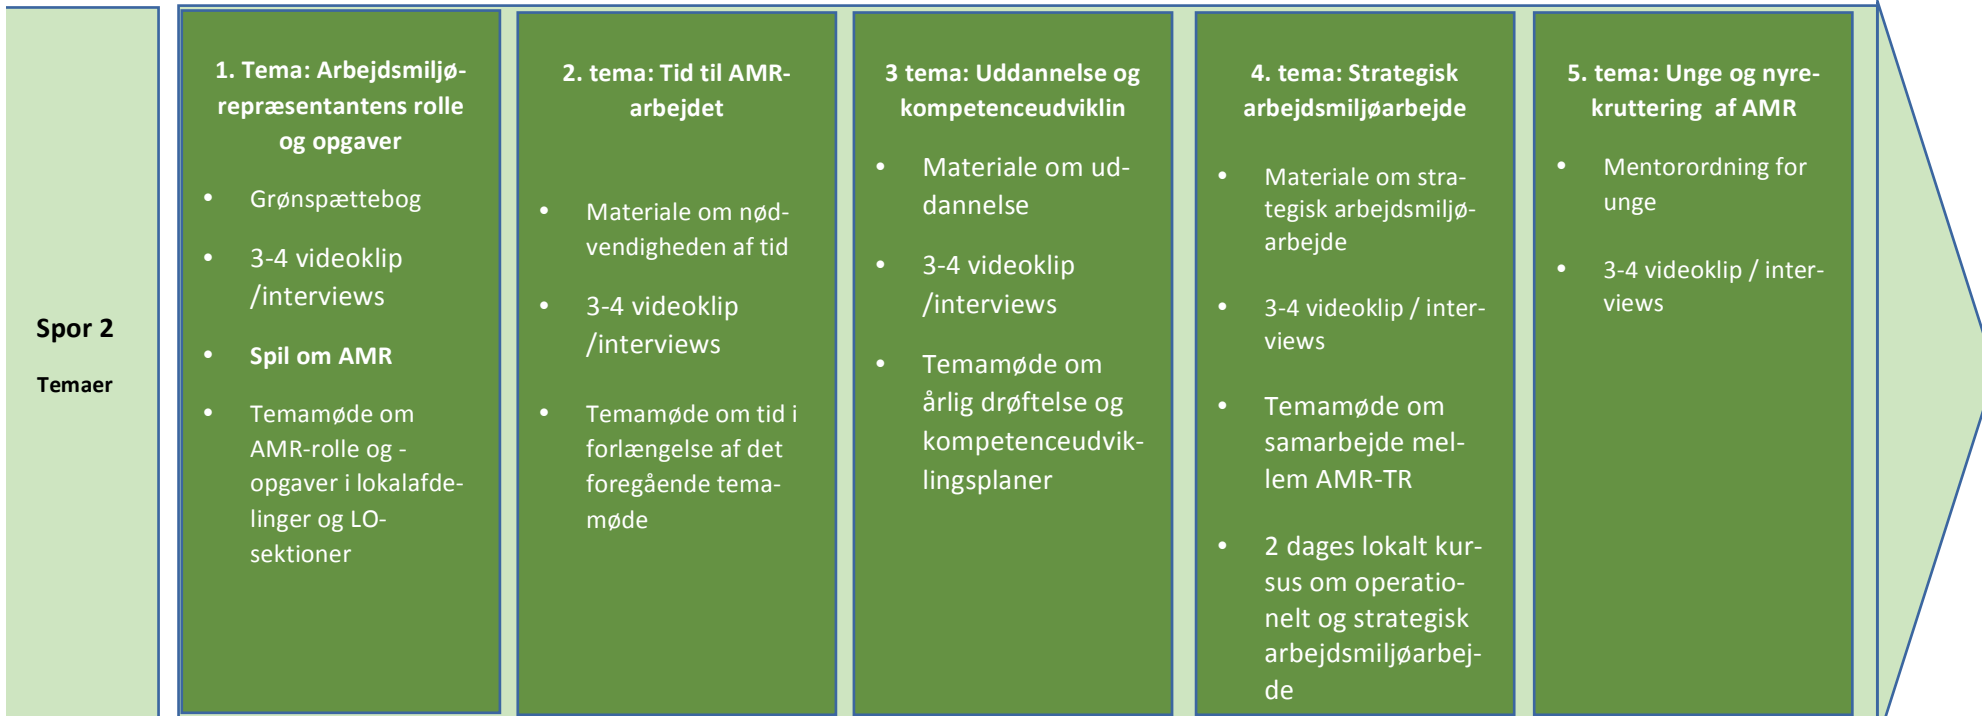 Spor 2
Temaer
1. Tema: Arbejdsmiljø-
repræsentantens rolle
og opgaver
• Grønspættebog
• 3-4 videoklip
/interviews
• Spil om AMR
• Temamøde om
AMR-rolle og -
opgaver i lokalafde-
linger og LO-
sektioner
2. tema: Tid til AMR-
arbejdet
• Materiale om nød-
vendigheden af tid
• 3-4 videoklip
/interviews
• Temamøde om tid i
forlængelse af det
foregående tema-
møde
3 tema: Uddannelse og
kompetenceudviklin
• Materiale om ud-
dannelse
• 3-4 videoklip
/interviews
• Temamøde om
årlig drøftelse og
kompetenceudvik-
lingsplaner
4. tema: Strategisk
arbejdsmiljøarbejde
• Materiale om stra-
tegisk arbejdsmiljø-
arbejde
• 3-4 videoklip / inter-
views
• Temamøde om
samarbejde mel-
lem AMR-TR
• 2 dages lokalt kur-
sus om operatio-
nelt og strategisk
arbejdsmiljøarbej-
de
5. tema: Unge og nyre-
kruttering af AMR
• Mentorordning for
unge
• 3-4 videoklip / inter-
views